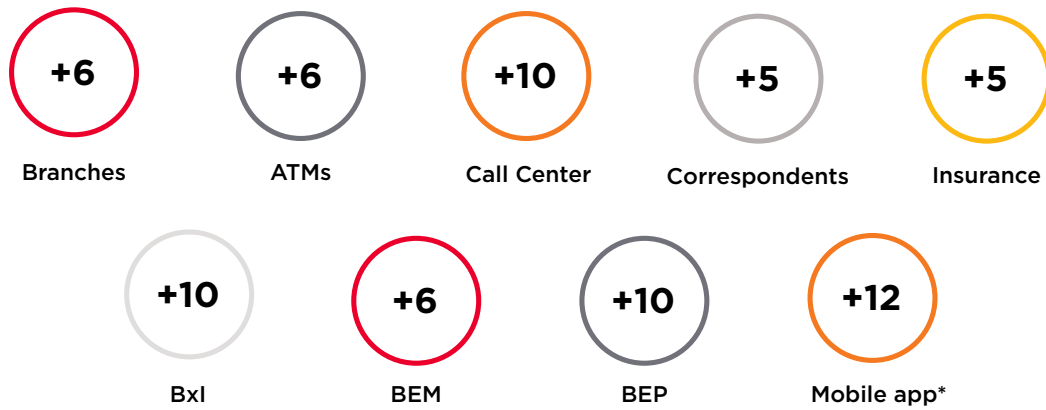 +6
+6
+10
+5
+5
Branches
ATMs
Call Center
Correspondents
Insurance
+10
+6
+10
+12
BxI
BEM
BEP
Mobile app*